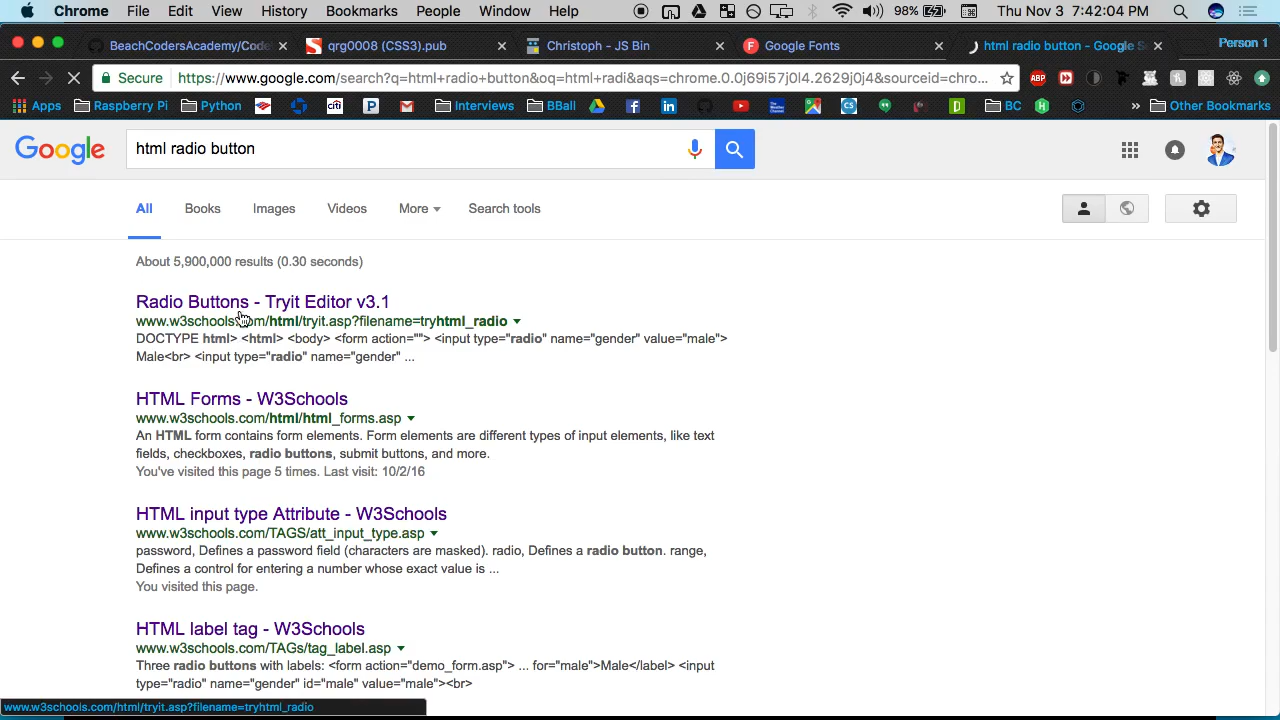 Chrome File Edit View History Bookmarks People Window Help 98% Thu Nov 3 7:42:04 PM
BeachCodersAcademy/Code qrg0008 (CSS3).pub Christoph - JS Bin Google Fonts html radio button - Google S Person 1
Secure https://www.google.com/search?q=html+radio+button&oq=html+radi&aqs=chrome.0.0j69i57j0l4.2629j0j4&sourceid=chro...
Apps Raspberry Pi Python citi Interviews BBall BC » Other Bookmarks
Google html radio button
All Books Images Videos More Search tools
About 5,900,000 results (0.30 seconds)
Radio Buttons - Tryit Editor v3.1
www.w3schools.com/html/tryit.asp?filename=tryhtml_radio
DOCTYPE html> <html> <body> <form action=""> <input type="radio" name="gender" value="male">
Male<br> <input type="radio" name="gender" ...
HTML Forms - W3Schools
www.w3schools.com/html/html_forms.asp
An HTML form contains form elements. Form elements are different types of input elements, like text
fields, checkboxes, radio buttons, submit buttons, and more.
You've visited this page 5 times. Last visit: 10/2/16
HTML input type Attribute - W3Schools
www.w3schools.com/TAGS/att_input_type.asp
password, Defines a password field (characters are masked). radio, Defines a radio button. range,
Defines a control for entering a number whose exact value is ...
You visited this page.
HTML label tag - W3Schools
www.w3schools.com/TAGs/tag_label.asp
Three radio buttons with labels: <form action="demo_form.asp"> ... for="male">Male</label> <input
type="radio" name="gender" id="male" value="male"><br>
www.w3schools.com/html/tryit.asp?filename=tryhtml_radio